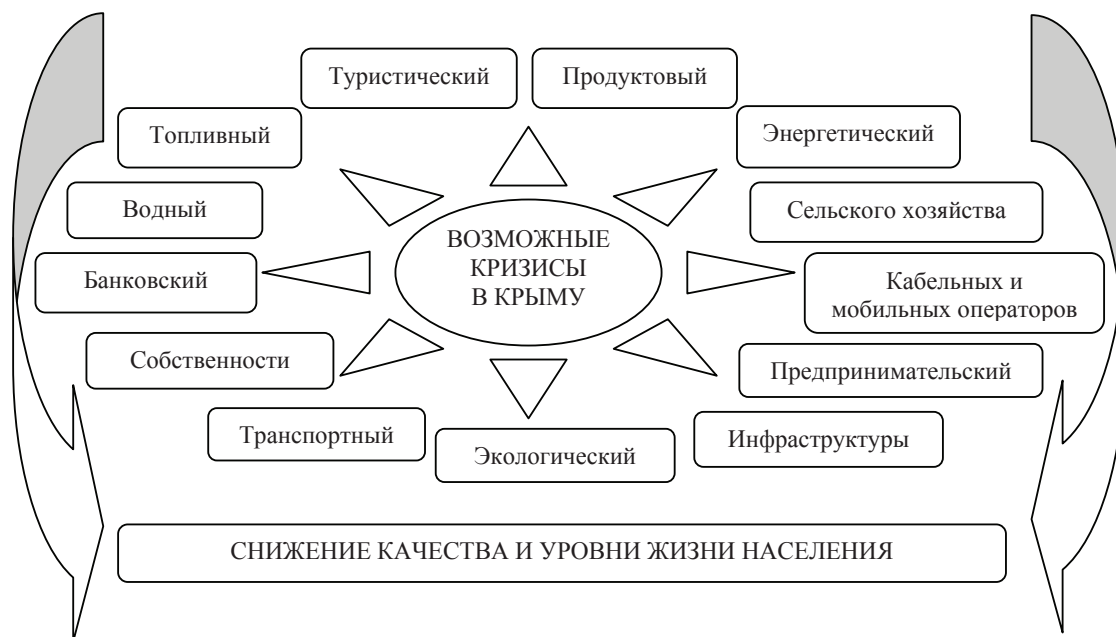 Туристический
Продуктовый
Топливный
Энергетический
Водный
Сельского хозяйства
ВОЗМОЖНЫЕ
КРИЗИСЫ
В КРЫМУ
Банковский
Кабельных и
мобильных операторов
Собственности
Предпринимательский
Транспортный
Экологический
Инфраструктуры
СНИЖЕНИЕ КАЧЕСТВА И УРОВНИ ЖИЗНИ НАСЕЛЕНИЯ